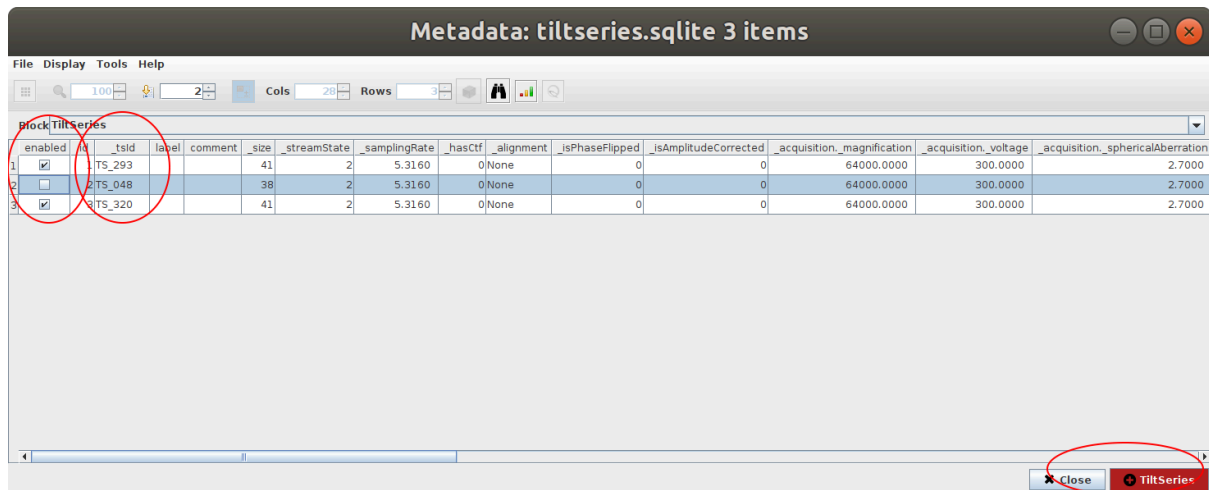 Metadata: tiltseries.sqlite 3 items
File Display Tools Help
100 2 Cols 28 Rows 3
Block TiltSeries
enabled id _tsId label comment _size _streamState _samplingRate _hasCtf _alignment _isPhaseFlipped _isAmplitudeCorrected _acquisition._magnification _acquisition._voltage _acquisition._sphericalAberration
1 1 TS_293 41 2 5.3160 0 None 0 0 64000.0000 300.0000 2.7000
2 2 TS_048 38 2 5.3160 0 None 0 0 64000.0000 300.0000 2.7000
3 3 TS_320 41 2 5.3160 0 None 0 0 64000.0000 300.0000 2.7000
Close TiltSeries